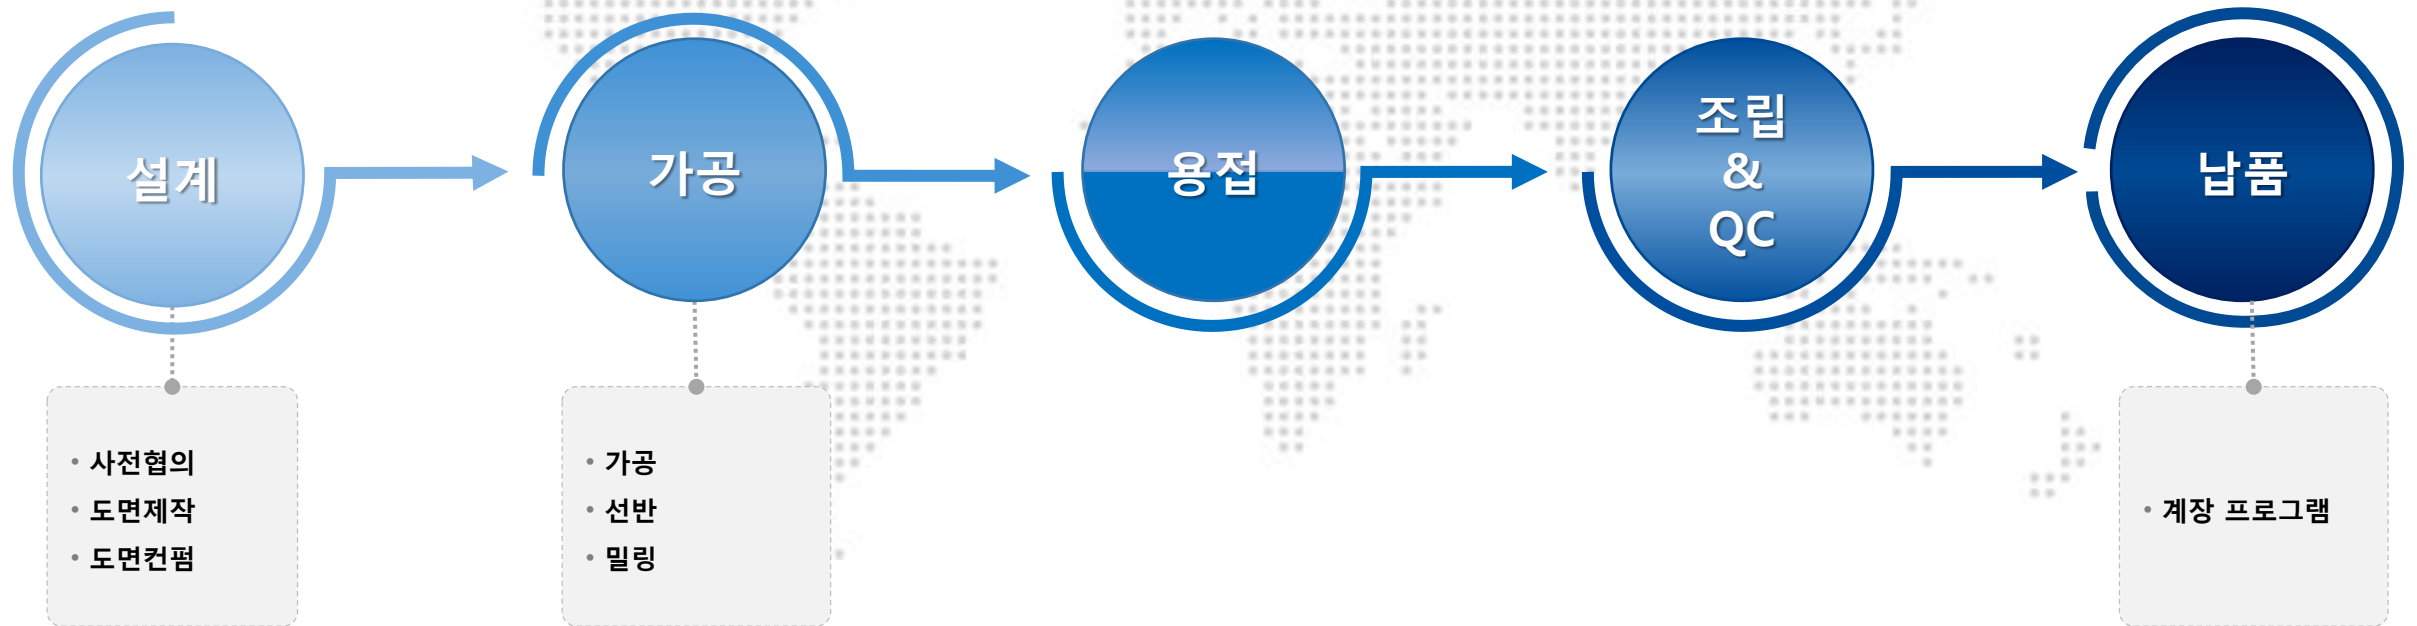 설계
가공
용접
조립
&
QC
납품
• 사전협의
• 도면제작
• 도면컨펌
• 가공
• 선반
• 밀링
• 계장 프로그램